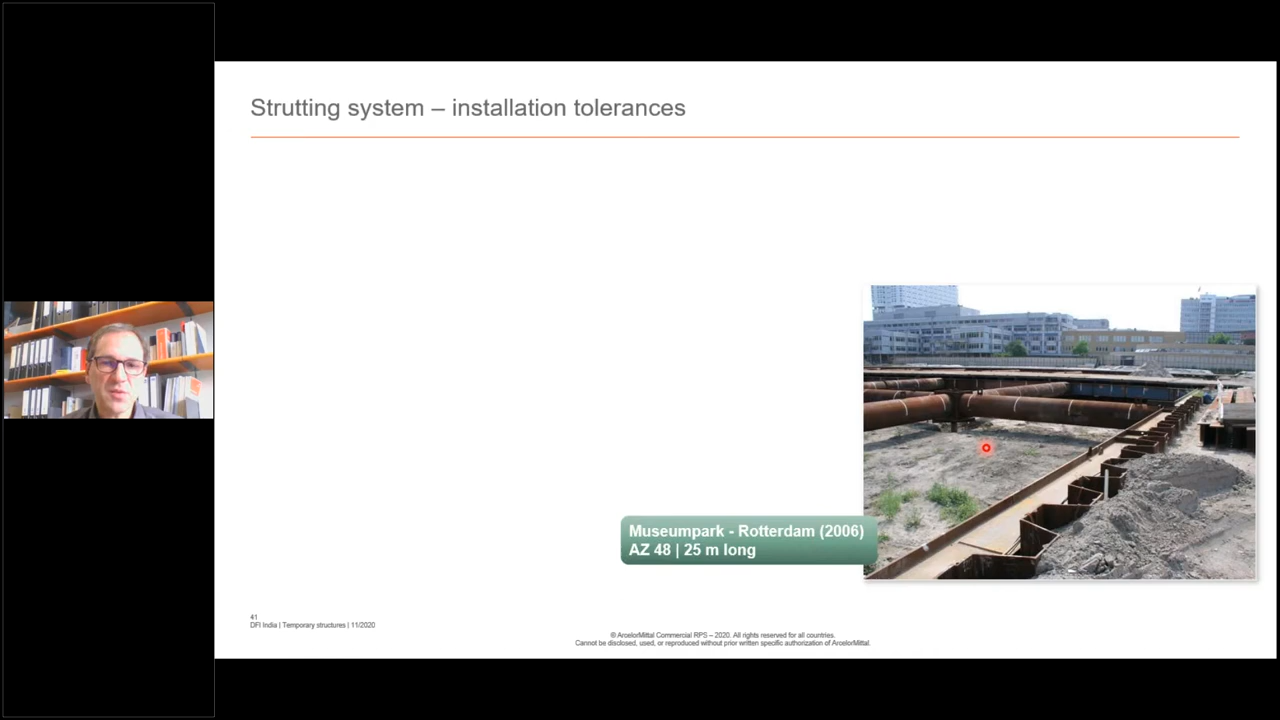 Strutting system – installation tolerances
Museumpark - Rotterdam (2006)
AZ 48 | 25 m long
41
DFI India | Temporary structures | 11/2020
© ArcelorMittal Commercial RPS – 2020. All rights reserved for all countries.
Cannot be disclosed, used, or reproduced without prior written specific authorization of ArcelorMittal.